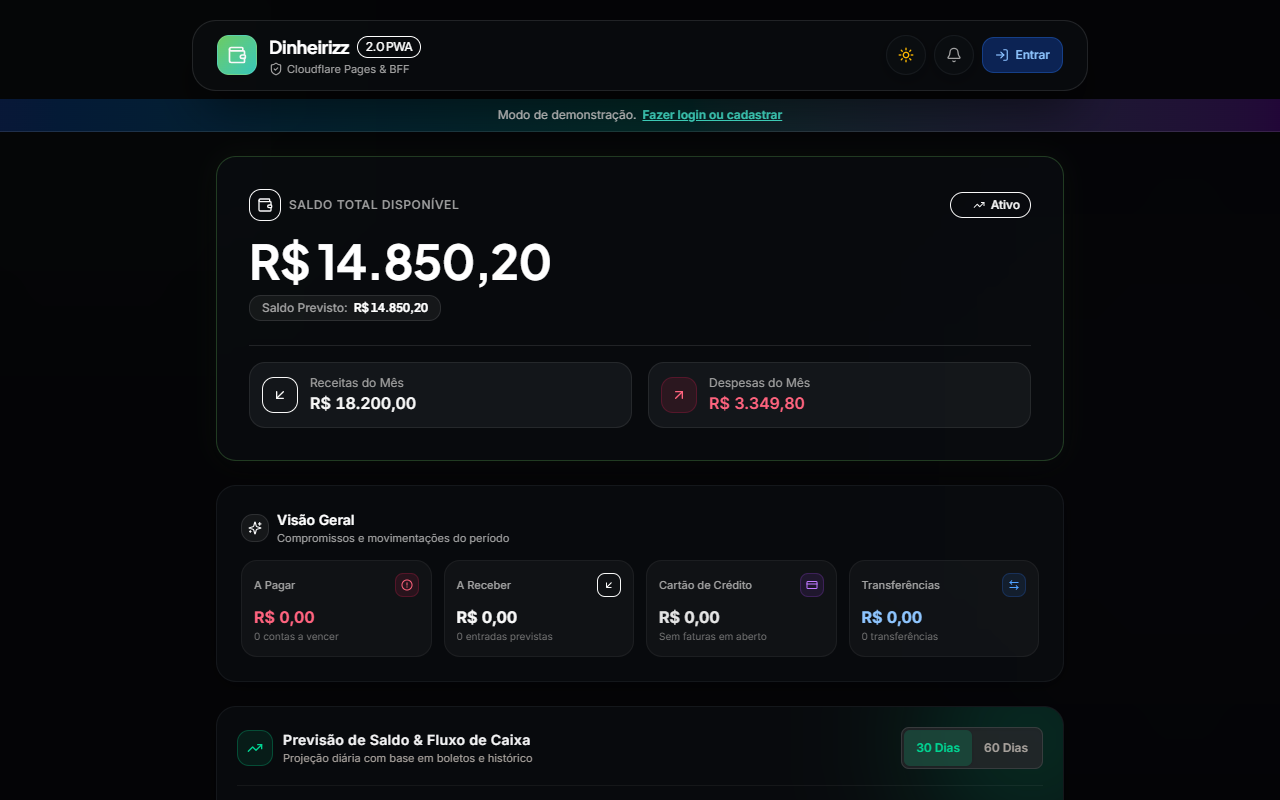 Dinheirizz 2.0 PWA
Cloudflare Pages & BFF
Entrar
Modo de demonstração. Fazer login ou cadastrar
SALDO TOTAL DISPONÍVEL
Ativo
R$ 14.850,20
Saldo Previsto: R$ 14.850,20
Receitas do Mês
R$ 18.200,00
Despesas do Mês
R$ 3.349,80
Visão Geral
Compromissos e movimentações do período
A Pagar
R$ 0,00
0 contas a vencer
A Receber
R$ 0,00
0 entradas previstas
Cartão de Crédito
R$ 0,00
Sem faturas em aberto
Transferências
R$ 0,00
0 transferências
Previsão de Saldo & Fluxo de Caixa
Projeção diária com base em boletos e histórico
30 Dias
60 Dias